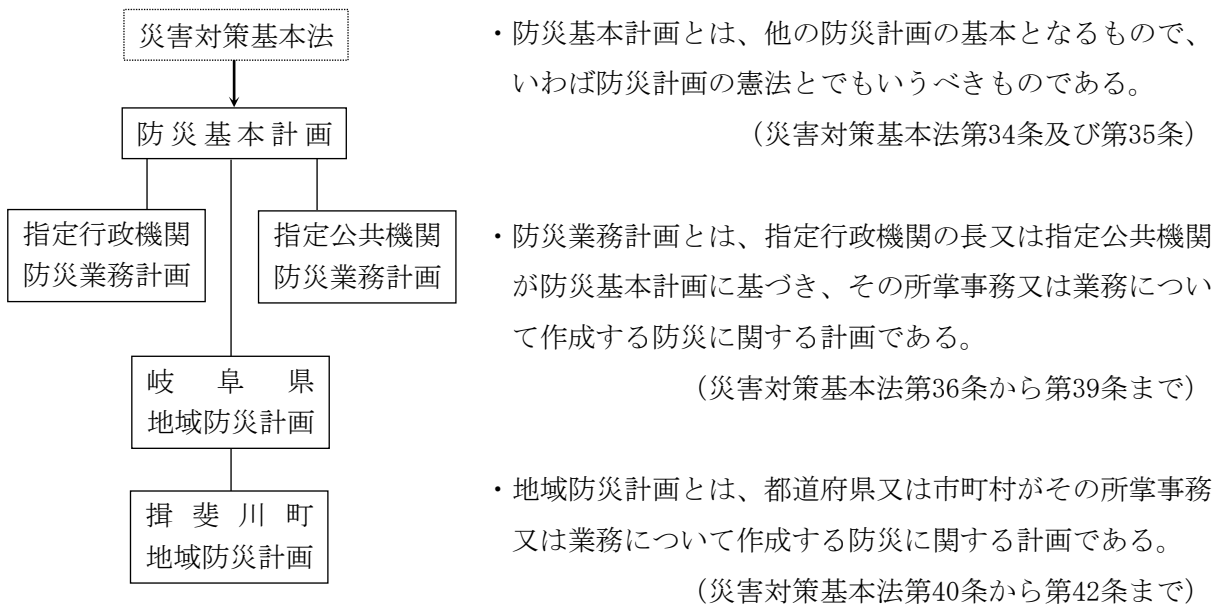 災害対策基本法
防災基本計画
指定行政機関
防災業務計画
指定公共機関
防災業務計画
岐阜県
地域防災計画
揖斐川町
地域防災計画
・防災基本計画とは、他の防災計画の基本となるもので、
いわば防災計画の憲法とでもいうべきものである。
（災害対策基本法第34条及び第35条）
・防災業務計画とは、指定行政機関の長又は指定公共機関
が防災基本計画に基づき、その所掌事務又は業務につい
て作成する防災に関する計画である。
（災害対策基本法第36条から第39条まで）
・地域防災計画とは、都道府県又は市町村がその所掌事務
又は業務について作成する防災に関する計画である。
（災害対策基本法第40条から第42条まで）